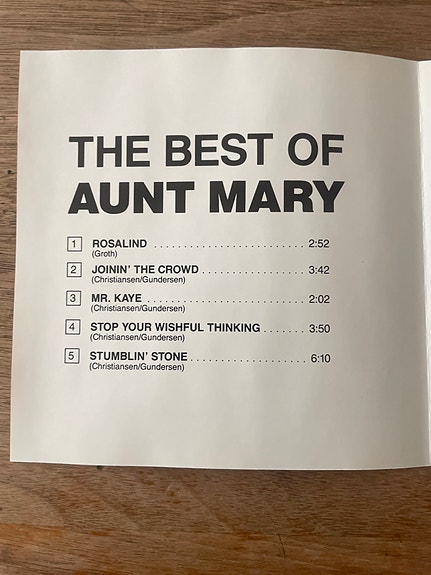 THE BEST OF
AUNT MARY
1 ROSALIND . . . . . . . . . . . . . . . . . . . . . . . 2:52
(Groth)
2 JOININ' THE CROWD . . . . . . . . . . . . . . . 3:42
(Christiansen/Gundersen)
3 MR. KAYE . . . . . . . . . . . . . . . . . . . . . . . . 2:02
(Christiansen/Gundersen)
4 STOP YOUR WISHFUL THINKING . . . . . . . 3:50
(Christiansen/Gundersen)
5 STUMBLIN' STONE . . . . . . . . . . . . . . . . . 6:10
(Christiansen/Gundersen)